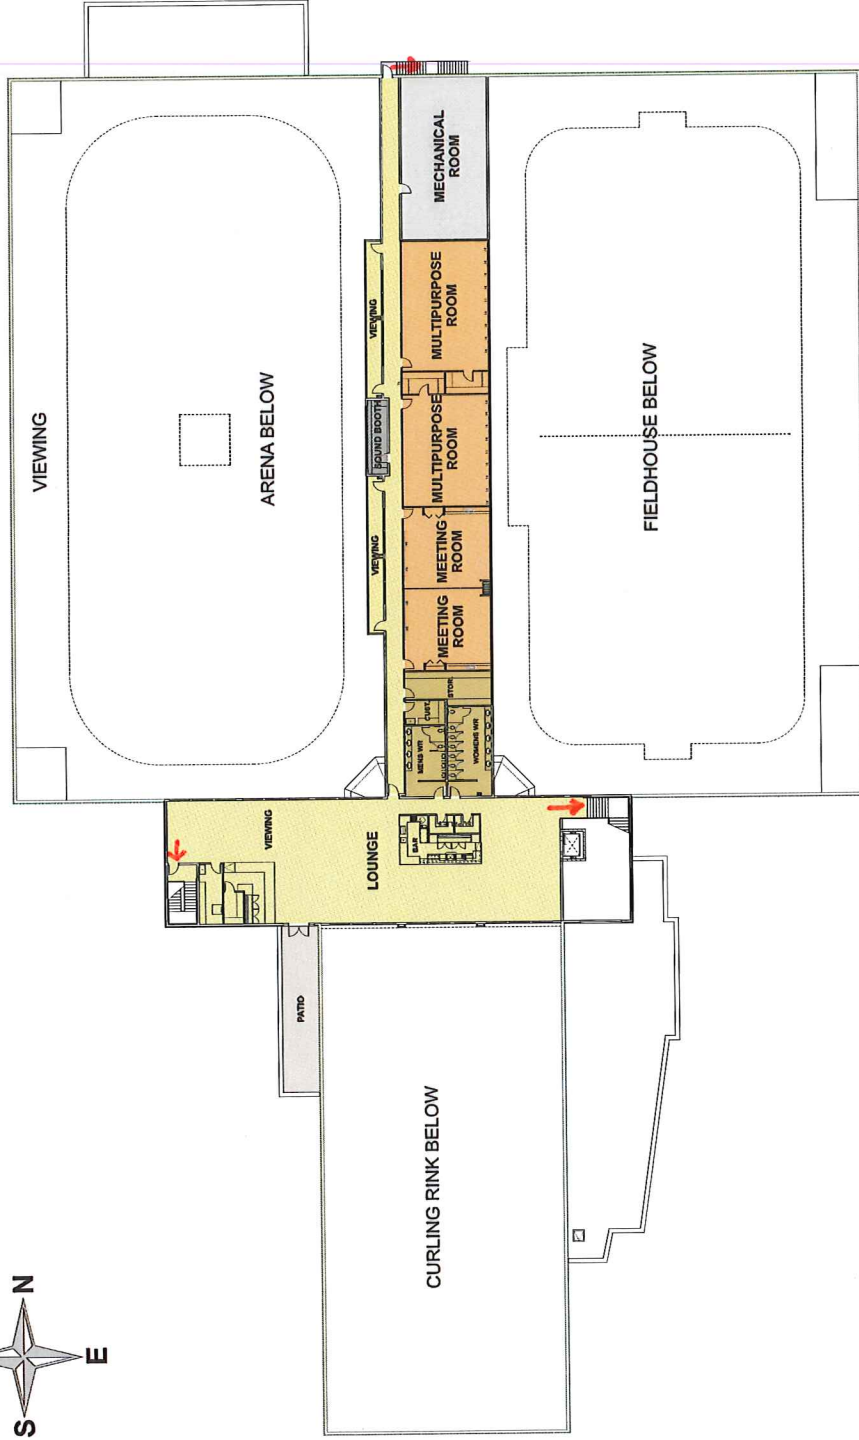 VIEWING
ARENA BELOW
VIEWING
SOUND BOOTH
VIEWING
MECHANICAL
ROOM
MULTIPURPOSE
ROOM
MULTIPURPOSE
ROOM
MEETING
ROOM
MEETING
ROOM
STOR.
CUST.
MENS WR
WOMENS WR
FIELDHOUSE BELOW
VIEWING
LOUNGE
BAR
PATIO
CURLING RINK BELOW
N
S
E